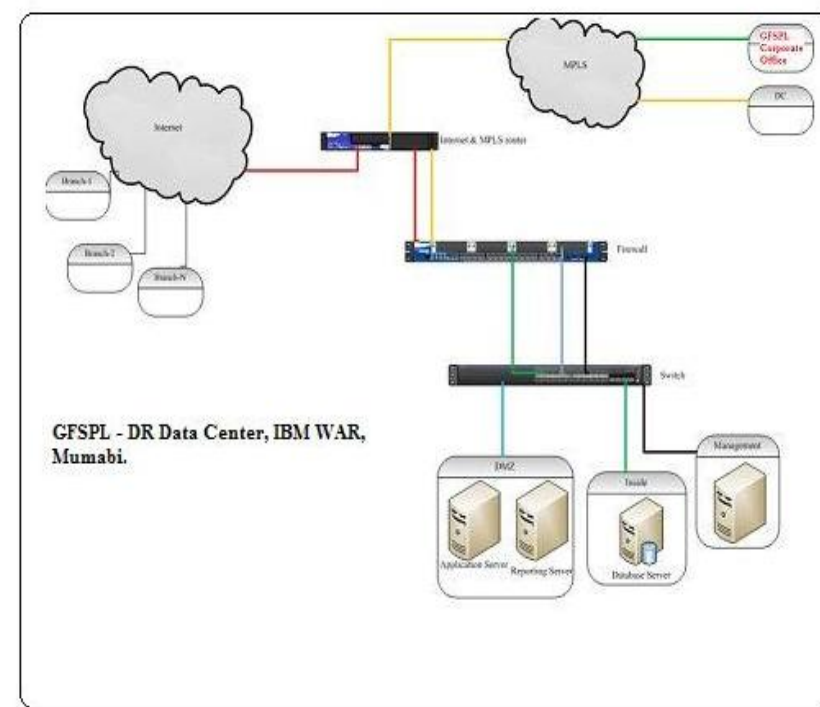 GFSPL
Corporate
Office
MPLS
DC
Internet
Internet & MPLS router
Branch-1
Firewall
Branch-2
Branch-N
Switch
GFSPL - DR Data Center, IBM WAR,
Mumabi.
Management
DMZ
Inside
Application Server
Reporting Server
Database Server